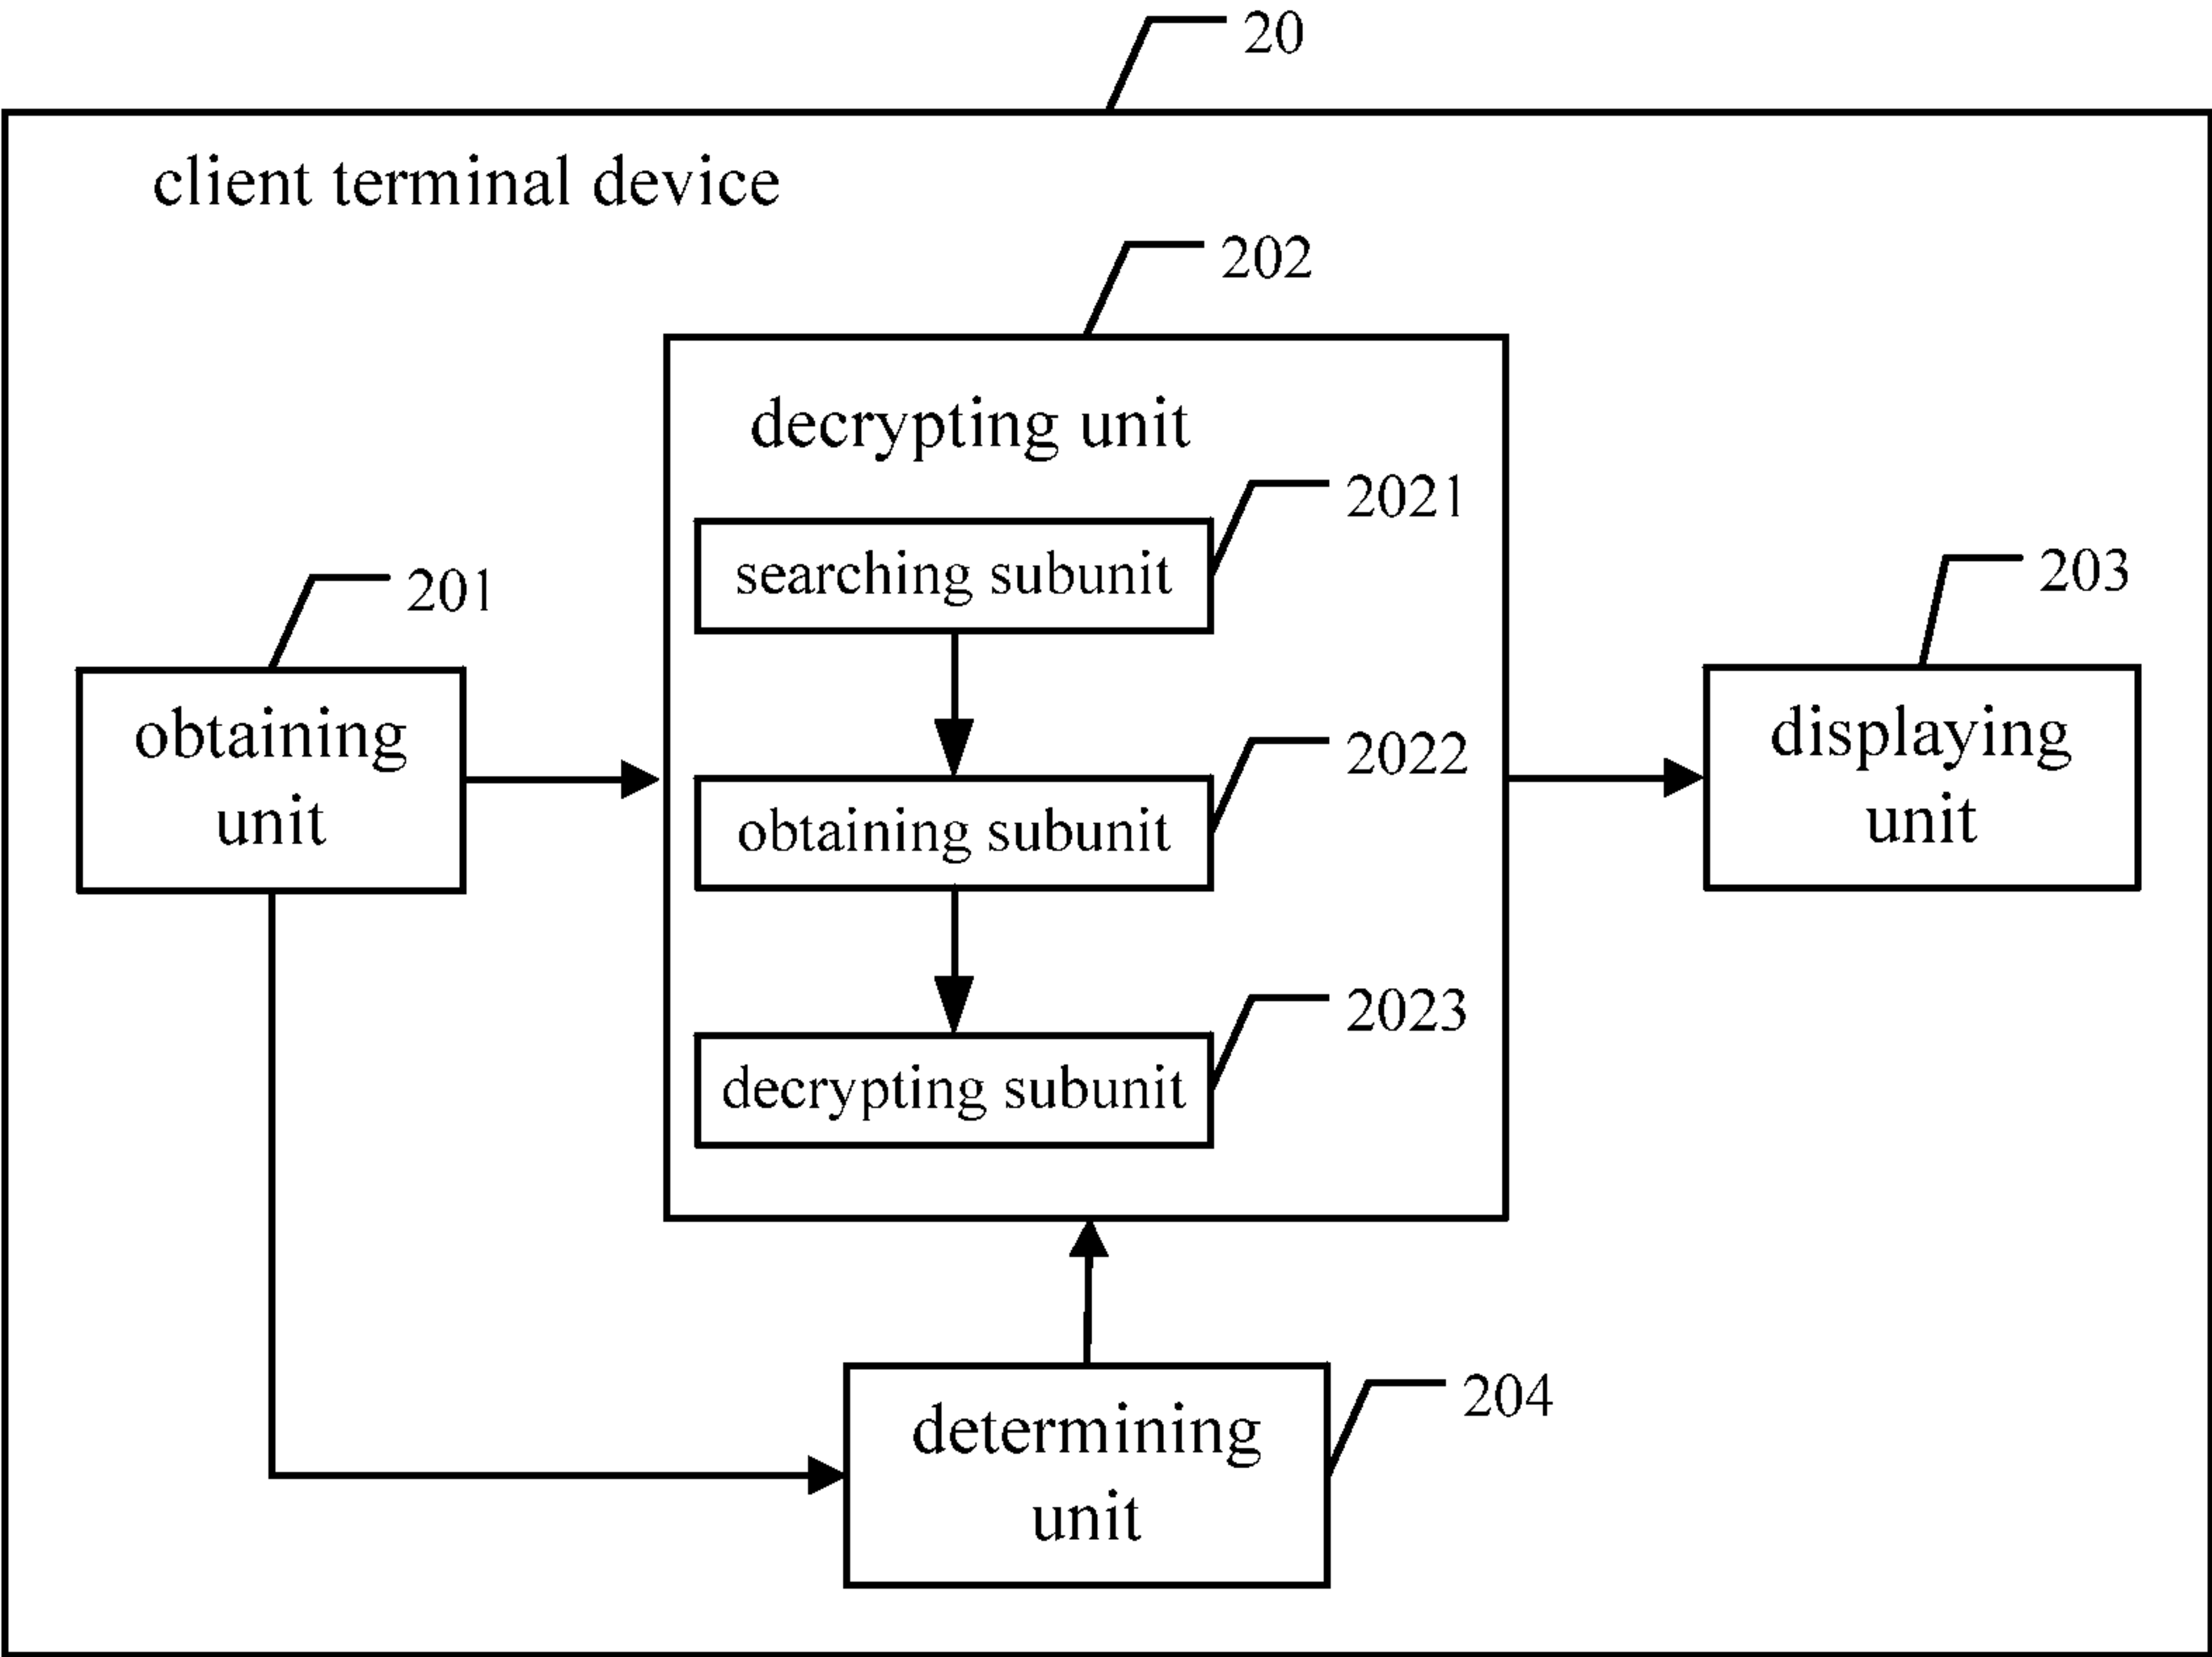 20
client terminal device
202
decrypting unit
2021
searching subunit
201
203
obtaining
unit
2022
obtaining subunit
displaying
unit
2023
decrypting subunit
204
determining
unit